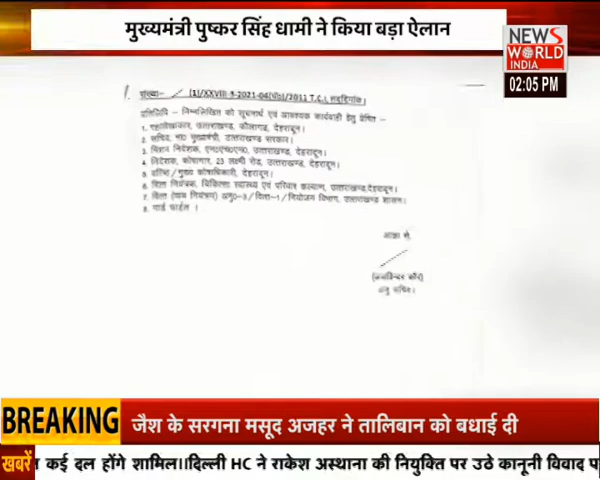 मुख्यमंत्री पुष्कर सिंह धामी ने किया बड़ा ऐलान
NEWS
WORLD
INDIA
02:05 PM
संख्या- (1)/XXVIII-3-2021-04(एन0)/2011 T.C., तद्दिनांक
प्रतिलिपि - निम्नलिखित को सूचनार्थ एवं आवश्यक कार्यवाही हेतु प्रेषित -
1. महालेखाकार, उत्तराखण्ड, कौलागढ़, देहरादून।
2. सचिव, मा0 मुख्यमंत्री, उत्तराखण्ड सरकार।
3. मिशन निदेशक, एन0एच0एम0, उत्तराखण्ड, देहरादून।
4. निदेशक, कोषागार, 23 लक्ष्मी रोड, उत्तराखण्ड, देहरादून।
5. वरिष्ठ/मुख्य कोषाधिकारी, देहरादून।
6. वित्त नियंत्रक, चिकित्सा स्वास्थ्य एवं परिवार कल्याण, उत्तराखण्ड,देहरादून।
7. वित्त (व्यय नियंत्रण) अनु0-3/वित्त-1/नियोजन विभाग, उत्तराखण्ड शासन।
8. गार्ड फाईल ।
आज्ञा से,
(जसविन्दर कौर)
अनु सचिव।
BREAKING
जैश के सरगना मसूद अजहर ने तालिबान को बधाई दी
खबरें
कई दल होंगे शामिल।।दिल्ली HC ने राकेश अस्थाना की नियुक्ति पर उठे कानूनी विवाद प